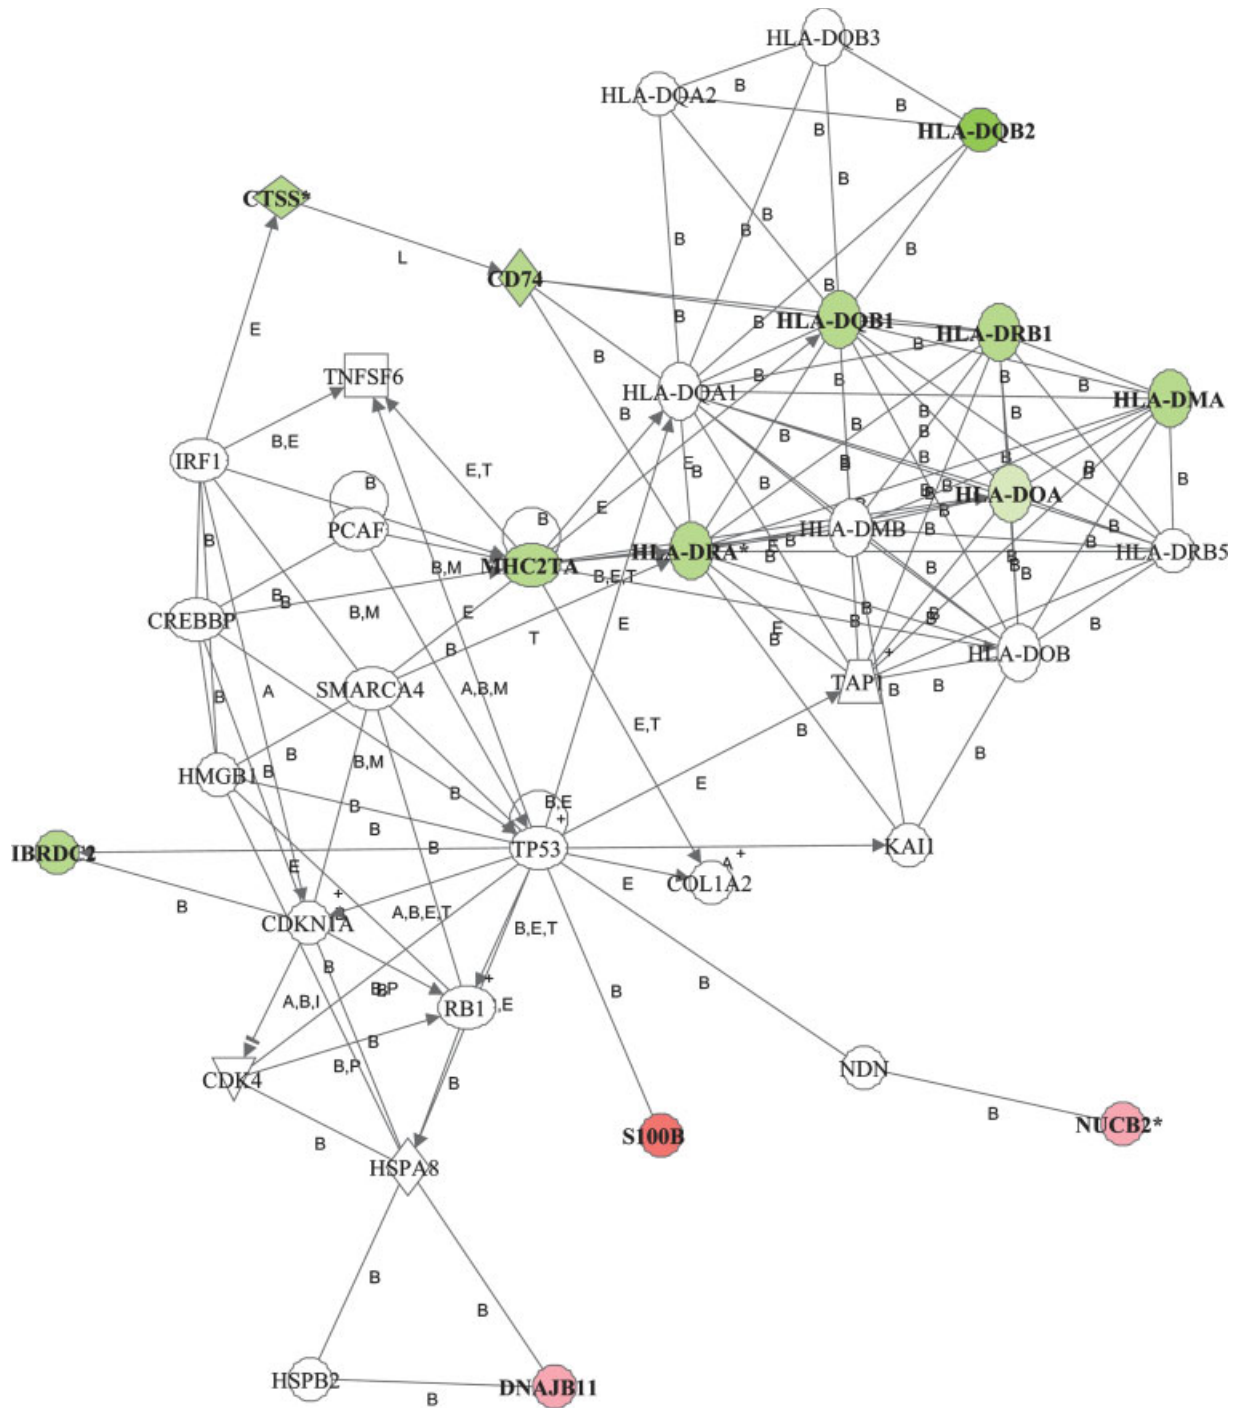 HLA-DQB3
HLA-DQA2
B
B
HLA-DQB2
B
B
CTSS*
B
B
B
B
B
L
CD74
B
HLA-DQB1
B
B
HLA-DRB1
E
B
B
TNFSF6
B
B
B
B
HLA-DQA1
HLA-DMA
B
B
B
B,E
B
B
IRF1
E,T
E
B
B
B
B
B
B
HLA-DOA
PCAF
E
B
B
HLA-DMB
B
B
HLA-DRB5
B
HLA-DRA*
B
MHC2TA
B,M
B,E,T
B
B
B
B
B,M
E
CREBBP
B
T
E
B
E
B
B
HLA-DOB
B
A
SMARCA4
A,B,M
TAP1
+
B
B
E,T
B
B
HMGB1
B
B
B,M
B
E
B
B,E
+
IBRDC2
B
B
TP53
KAI1
E
E
A
+
COL1A2
B
+
CDKN1A
A,B,E,T
B,E,T
B
B
A,B,I
B
RB1
+
,E
B
B,P
B
CDK4
NDN
B
B
S100B
NUCB2*
B
HSPA8
B
B
HSPB2
DNAJB11
B